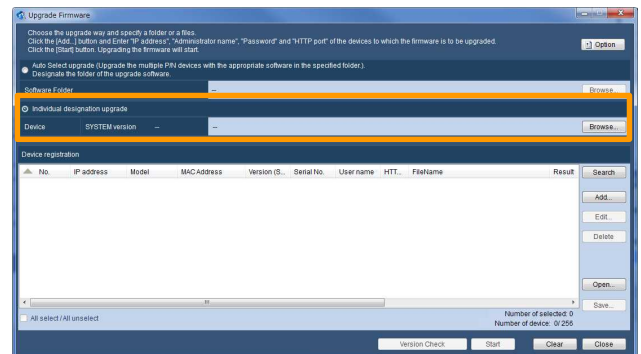 Upgrade Firmware
Choose the upgrade way and specify a folder or a files.
Click the [Add...] button and Enter "IP address", "Administrator name", "Password" and "HTTP port" of the devices to which the firmware is to be upgraded.
Click the [Start] button. Upgrading the firmware will start.
Option
Auto Select upgrade (Upgrade the multiple P/N devices with the appropriate software in the specified folder.).
Designate the folder of the upgrade software.
Software Folder -- Browse...
Individual designation upgrade
Device SYSTEM version -- -- Browse...
Device registration
No. IP address Model MAC Address Version (S... Serial No. User name HTT... FileName Result Search
Add...
Edit...
Delete
Open...
Save...
All select / All unselect
Number of selected: 0
Number of device: 0/ 256
Version Check Start Clear Close